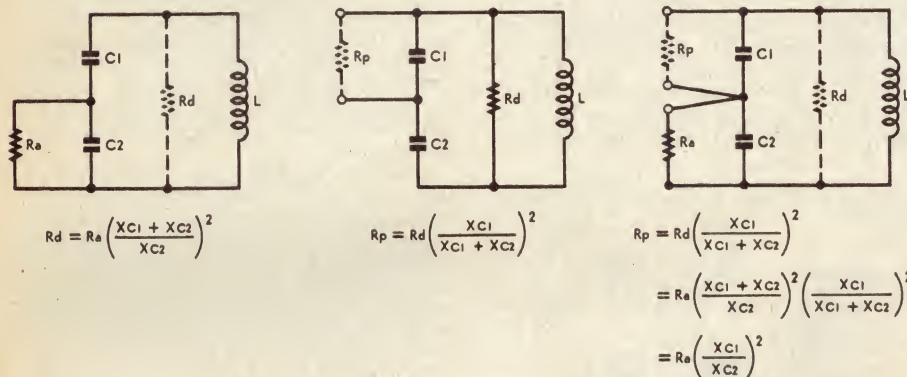 C1
Rd
L
Ra
C2
Rd = Ra ( (XC1 + XC2) / XC2 )²
Rp
C1
Rd
L
C2
Rp = Rd ( XC1 / (XC1 + XC2) )²
Rp
C1
Rd
L
Ra
C2
Rp = Rd ( XC1 / (XC1 + XC2) )²
= Ra ( (XC1 + XC2) / XC2 )² ( XC1 / (XC1 + XC2) )²
= Ra ( XC1 / XC2 )²